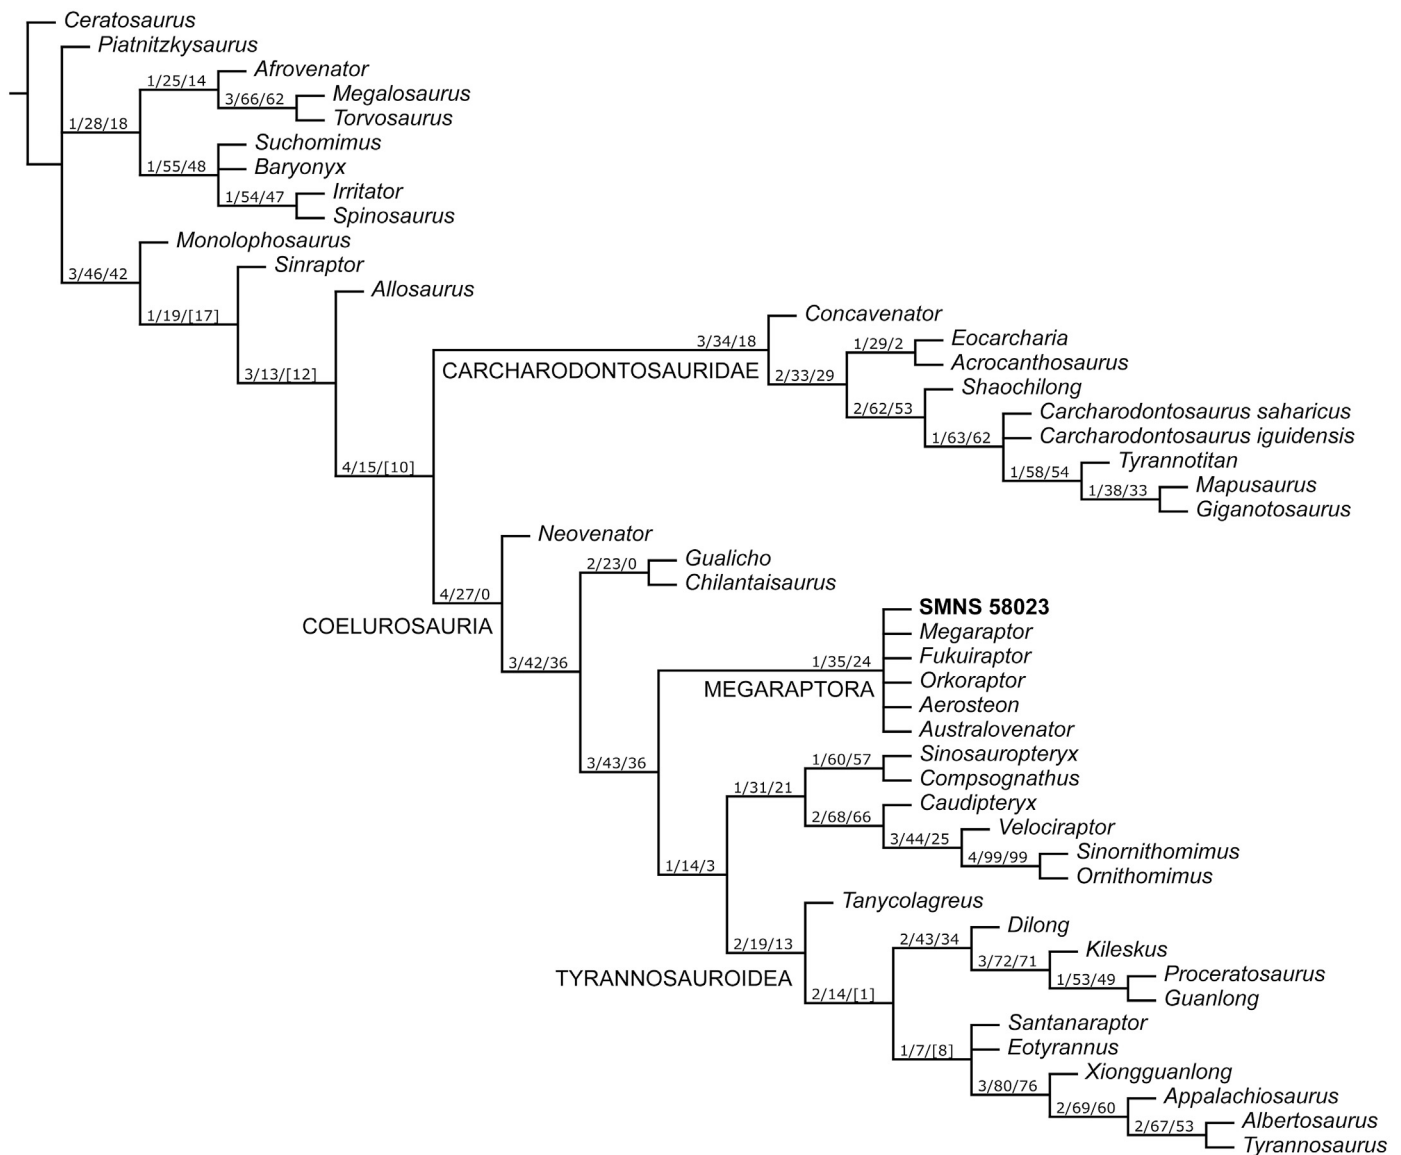 Ceratosaurus
Piatnitzkysaurus
Afrovenator
1/25/14
Megalosaurus
3/66/62
Torvosaurus
1/28/18
Suchomimus
1/55/48
Baryonyx
Irritator
1/54/47
Spinosaurus
Monolophosaurus
3/46/42
Sinraptor
Allosaurus
1/19/[17]
Concavenator
3/34/18
CARCHARODONTOSAURIDAE
Eocarcharia
1/29/2
Acrocanthosaurus
3/13/[12]
2/33/29
Shaochilong
2/62/53
Carcharodontosaurus saharicus
1/63/62
Carcharodontosaurus iguidensis
Tyrannotitan
4/15/[10]
1/58/54
Mapusaurus
1/38/33
Giganotosaurus
Neovenator
Gualicho
2/23/0
Chilantaisaurus
4/27/0
COELUROSAURIA
SMNS 58023
Megaraptor
3/42/36
1/35/24
Fukuiraptor
MEGARAPTORA
Orkoraptor
Aerosteon
Australovenator
Sinosauropteryx
3/43/36
1/60/57
Compsognathus
1/31/21
Caudipteryx
2/68/66
Velociraptor
3/44/25
Sinornithomimus
4/99/99
1/14/3
Ornithomimus
Tanycolagreus
Dilong
2/19/13
2/43/34
TYRANNOSAUROIDEA
Kileskus
3/72/71
Proceratosaurus
1/53/49
2/14/[1]
Guanlong
Santanaraptor
1/7/[8]
Eotyrannus
Xiongguanlong
3/80/76
Appalachiosaurus
2/69/60
Albertosaurus
2/67/53
Tyrannosaurus